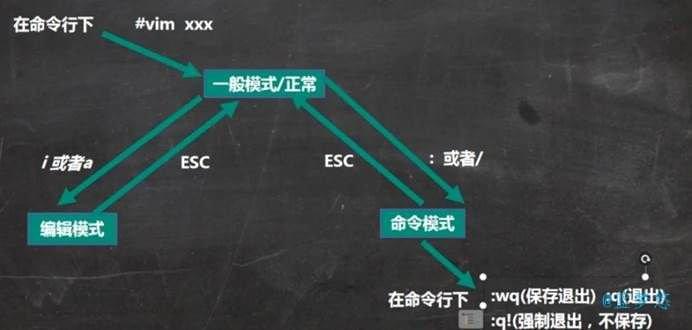 在命令行下 #vim xxx
一般模式/正常
i 或者a
ESC
ESC
: 或者/
编辑模式
命令模式
在命令行下
:wq(保存退出) :q(退出)
:q!(强制退出，不保存)